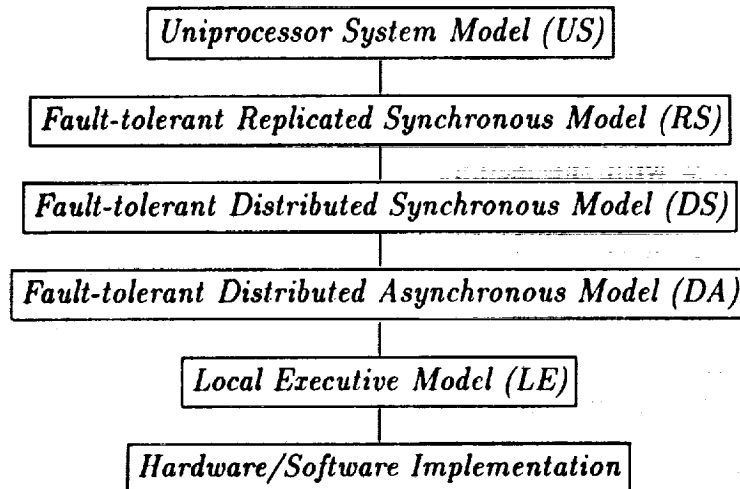 Uniprocessor System Model (US)
Fault-tolerant Replicated Synchronous Model (RS)
Fault-tolerant Distributed Synchronous Model (DS)
Fault-tolerant Distributed Asynchronous Model (DA)
Local Executive Model (LE)
Hardware/Software Implementation